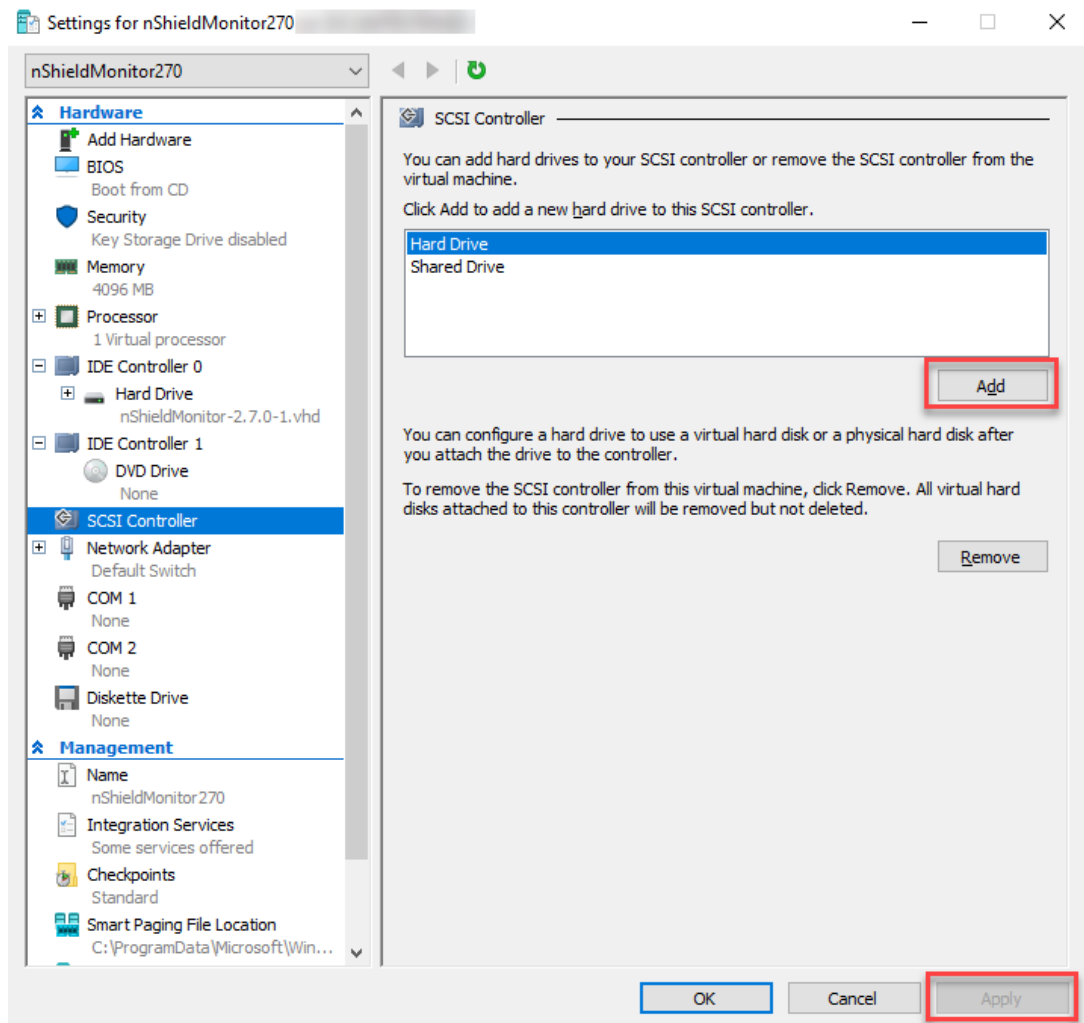 Settings for nShieldMonitor270
nShieldMonitor270
Hardware
Add Hardware
BIOS
Boot from CD
Security
Key Storage Drive disabled
Memory
4096 MB
Processor
1 Virtual processor
IDE Controller 0
Hard Drive
nShieldMonitor-2.7.0-1.vhd
IDE Controller 1
DVD Drive
None
SCSI Controller
Network Adapter
Default Switch
COM 1
None
COM 2
None
Diskette Drive
None
Management
Name
nShieldMonitor270
Integration Services
Some services offered
Checkpoints
Standard
Smart Paging File Location
C:\ProgramData\Microsoft\Win...
SCSI Controller
You can add hard drives to your SCSI controller or remove the SCSI controller from the
virtual machine.
Click Add to add a new hard drive to this SCSI controller.
Hard Drive
Shared Drive
Add
You can configure a hard drive to use a virtual hard disk or a physical hard disk after
you attach the drive to the controller.
To remove the SCSI controller from this virtual machine, click Remove. All virtual hard
disks attached to this controller will be removed but not deleted.
Remove
OK Cancel Apply